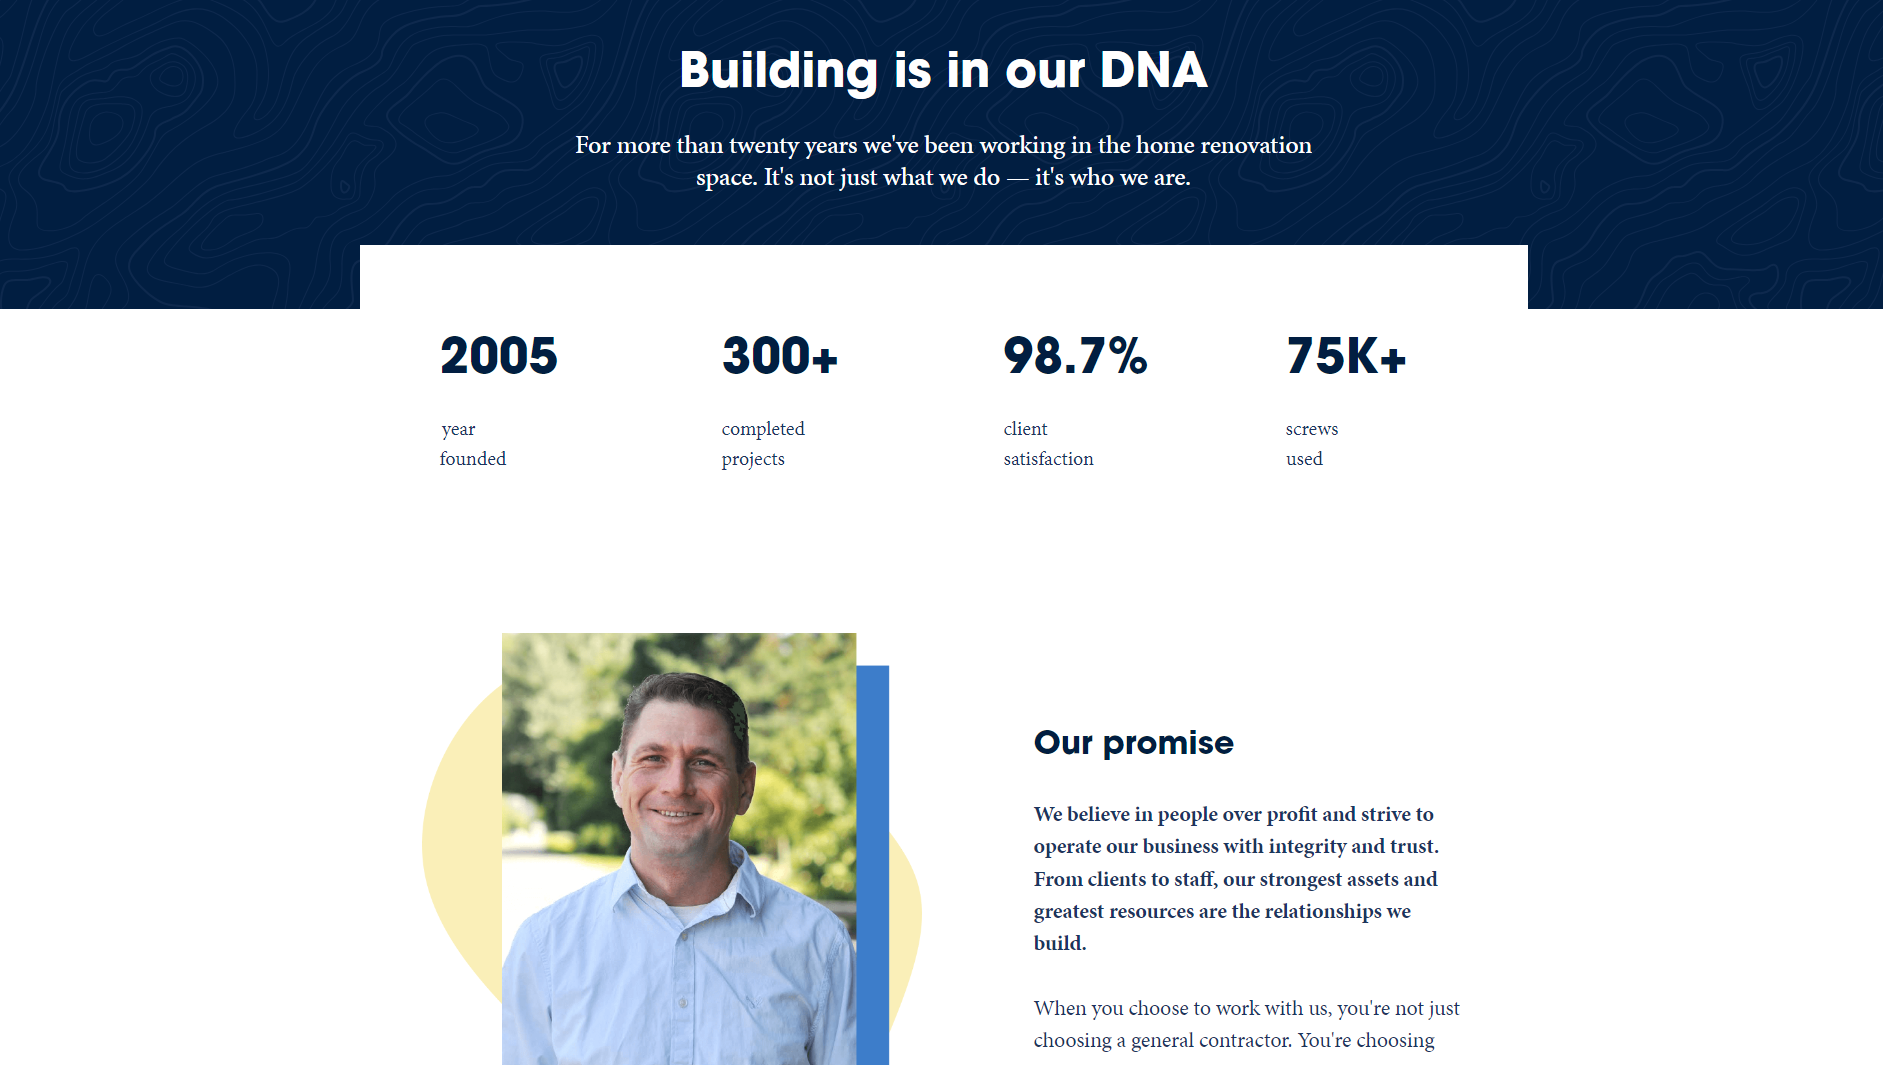 Building is in our DNA
For more than twenty years we've been working in the home renovation
space. It's not just what we do — it's who we are.
2005
year
founded
300+
completed
projects
98.7%
client
satisfaction
75K+
screws
used
Our promise
We believe in people over profit and strive to
operate our business with integrity and trust.
From clients to staff, our strongest assets and
greatest resources are the relationships we
build.
When you choose to work with us, you're not just
choosing a general contractor. You're choosing